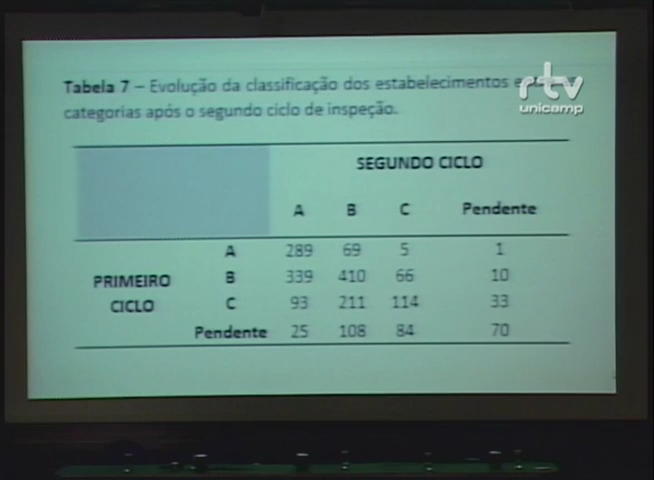 Tabela 7 – Evolução da classificação dos estabelecimentos
categorias após o segundo ciclo de inspeção.
rtv
unicamp
SEGUNDO CICLO
A B C Pendente
A 289 69 5 1
PRIMEIRO B 339 410 66 10
CICLO C 93 211 114 33
Pendente 25 108 84 70